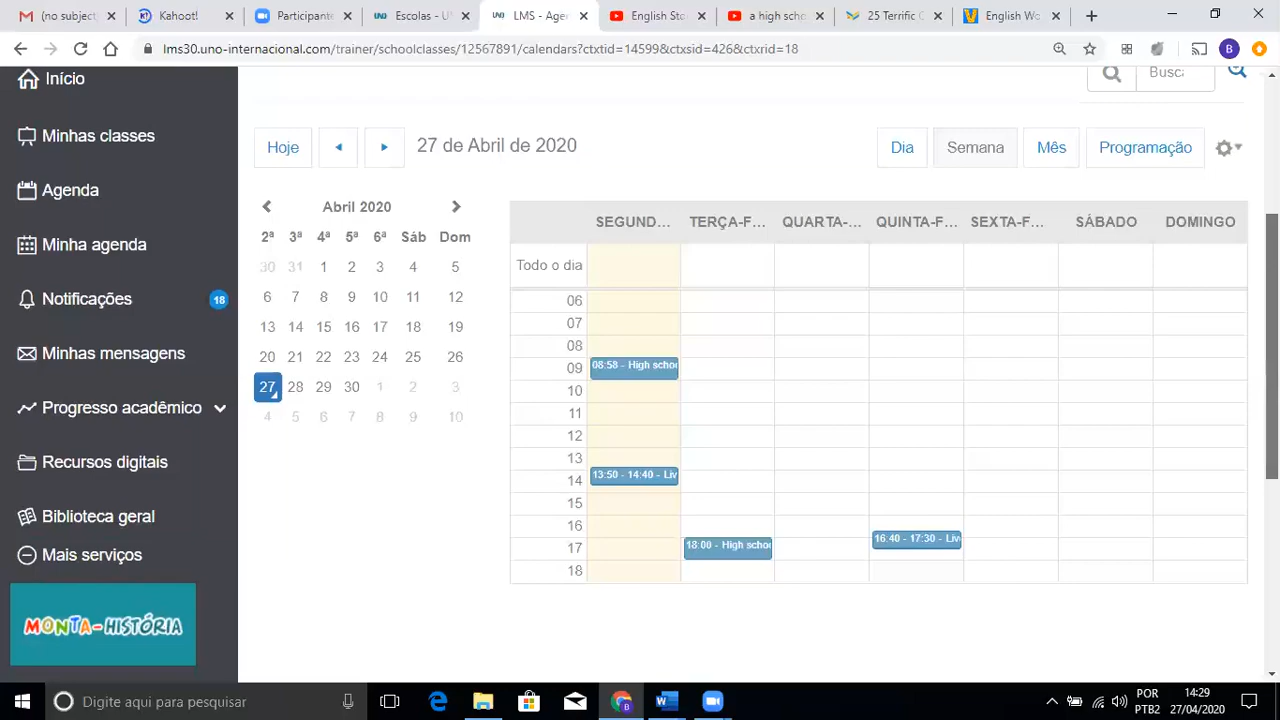 (no subject
Kahoot!
Participante
Escolas - U
LMS - Agen
English Sta
a high scho
25 Terrific C
English Wo
lms30.uno-internacional.com/trainer/schoolclasses/12567891/calendars?ctxtid=14599&ctxsid=426&ctxrid=18
B
Início
Minhas classes
Agenda
Minha agenda
Notificações 18
Minhas mensagens
Progresso acadêmico
Recursos digitais
Biblioteca geral
Mais serviços
MONTA-HISTÓRIA
Busca
Hoje
27 de Abril de 2020
Dia Semana Mês Programação
Abril 2020
2ª 3ª 4ª 5ª 6ª Sáb Dom
30 31 1 2 3 4 5
6 7 8 9 10 11 12
13 14 15 16 17 18 19
20 21 22 23 24 25 26
27 28 29 30 1 2 3
4 5 6 7 8 9 10
SEGUND... TERÇA-F... QUARTA-... QUINTA-F... SEXTA-F... SÁBADO DOMINGO
Todo o dia
06
07
08
09 08:58 - High schoo
10
11
12
13
14 13:50 - 14:40 - Liv
15
16
17 18:00 - High schoo 16:40 - 17:30 - Liv
18
Digite aqui para pesquisar
POR
PTB2
14:29
27/04/2020